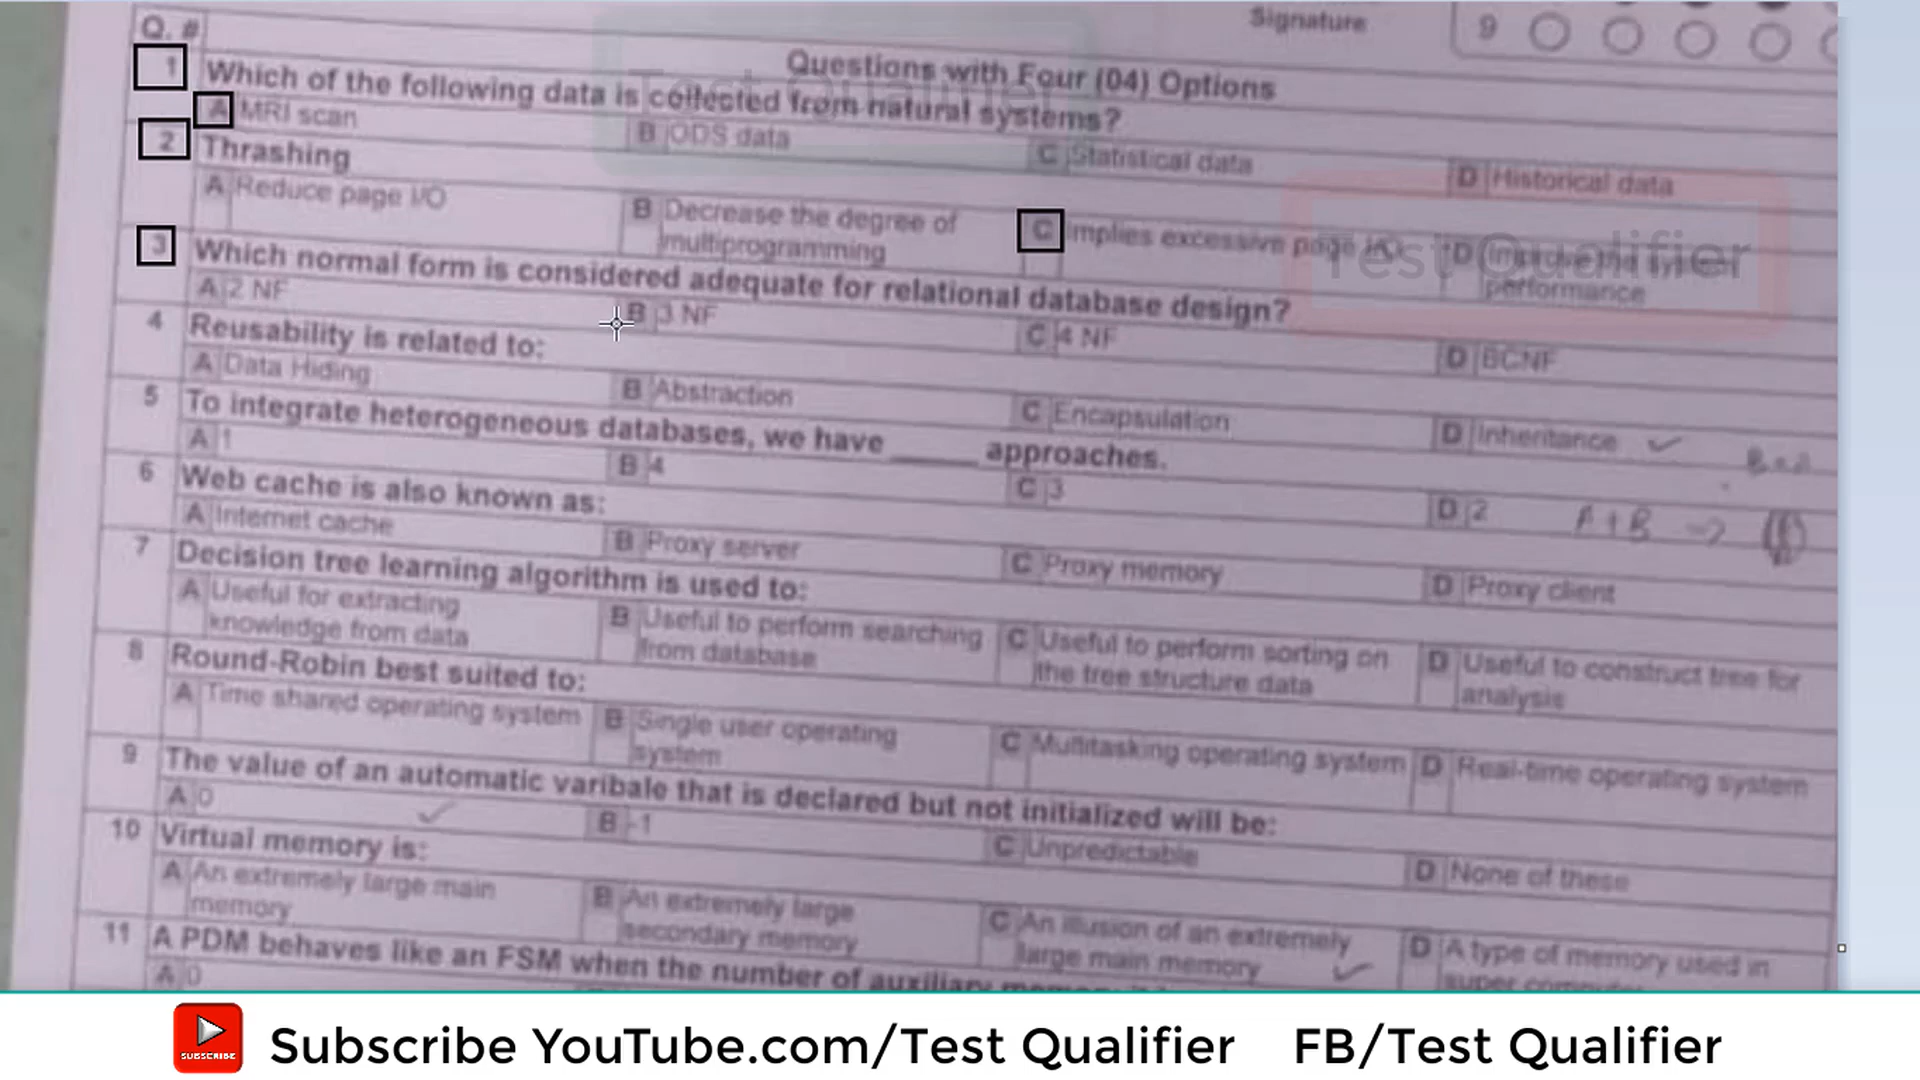 Signature
9
Q. #
Questions with Four (04) Options
1 Which of the following data is collected from natural systems?
A MRI scan B ODS data C Statistical data D Historical data
2 Thrashing
A Reduce page I/O B Decrease the degree of multiprogramming C Implies excessive page I/O D Improve the system performance
3 Which normal form is considered adequate for relational database design?
A 2 NF B 3 NF C 4 NF D BCNF
4 Reusability is related to:
A Data Hiding B Abstraction C Encapsulation D Inheritance
5 To integrate heterogeneous databases, we have _____ approaches.
A 1 B 4 C 3 D 2
A+B →
6 Web cache is also known as:
A Internet cache B Proxy server C Proxy memory D Proxy client
7 Decision tree learning algorithm is used to:
A Useful for extracting knowledge from data B Useful to perform searching from database C Useful to perform sorting on the tree structure data D Useful to construct tree for analysis
8 Round-Robin best suited to:
A Time shared operating system B Single user operating system C Multitasking operating system D Real-time operating system
9 The value of an automatic varibale that is declared but not initialized will be:
A 0 B -1 C Unpredictable D None of these
10 Virtual memory is:
A An extremely large main memory B An extremely large secondary memory C An illusion of an extremely large main memory D A type of memory used in super
11 A PDM behaves like an FSM when the number of auxiliary
A 0
Test Qualifier
Test Qualifier
SUBSCRIBE
Subscribe YouTube.com/Test Qualifier FB/Test Qualifier